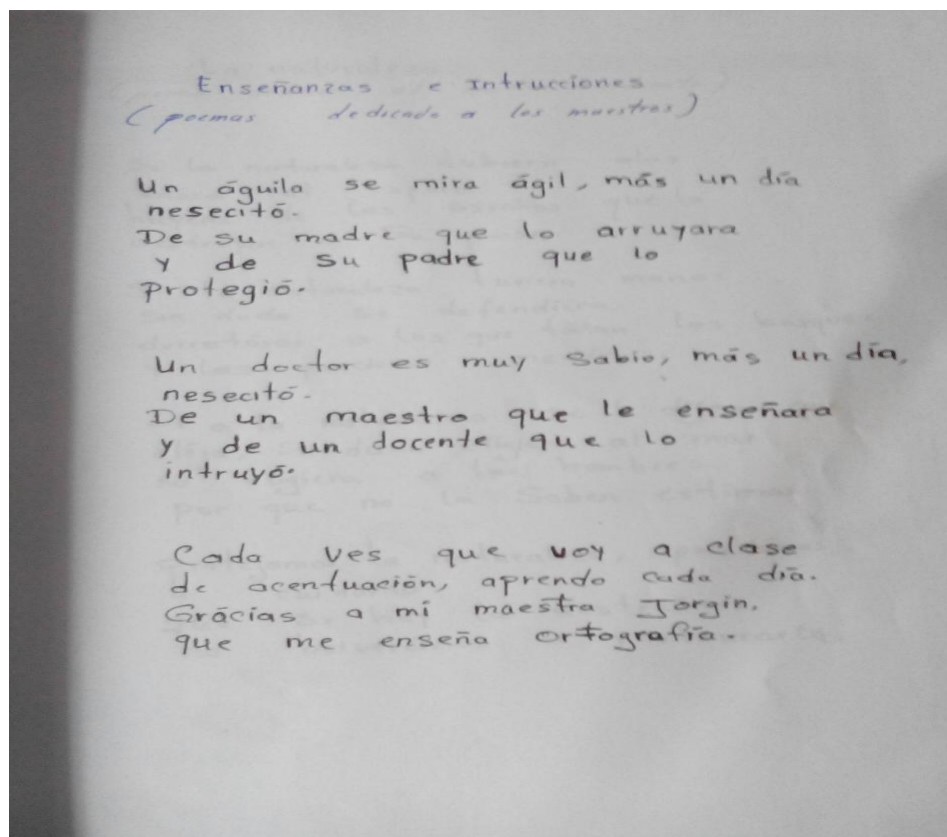 Enseñanzas e Intrucciones
(poemas dedicado a los maestros)
Un águila se mira ágil, más un día
nesecitó.
De su madre que lo arruyara
y de su padre que lo
Protegió.
Un doctor es muy sabio, más un día,
nesecitó.
De un maestro que le enseñara
y de un docente que lo
intruyó.
Cada ves que voy a clase
de acentuación, aprendo cada día.
Grácias a mi maestra Jorgin,
que me enseña ortografía.